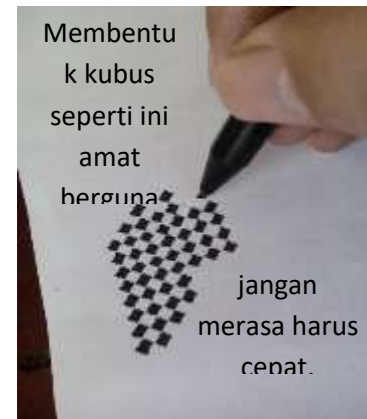 Membentu
k kubus
seperti ini
amat
berguna
jangan
merasa harus
cepat.